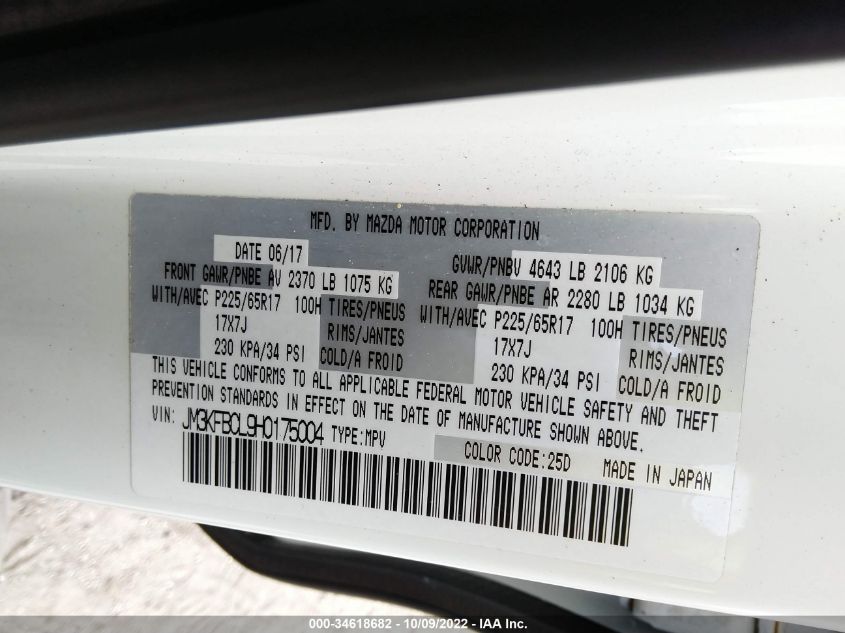 MFD. BY MAZDA MOTOR CORPORATION
DATE 06/17
GVWR/PNBV 4643 LB 2106 KG
FRONT GAWR/PNBE AV 2370 LB 1075 KG
REAR GAWR/PNBE AR 2280 LB 1034 KG
WITH/AVEC P225/65R17 100H TIRES/PNEUS
WITH/AVEC P225/65R17 100H TIRES/PNEUS
17X7J RIMS/JANTES
17X7J RIMS/JANTES
230 KPA/34 PSI COLD/A FROID
230 KPA/34 PSI COLD/A FROID
THIS VEHICLE CONFORMS TO ALL APPLICABLE FEDERAL MOTOR VEHICLE SAFETY AND THEFT
PREVENTION STANDARDS IN EFFECT ON THE DATE OF MANUFACTURE SHOWN ABOVE.
VIN: JM3KFBCL9H0175004 TYPE:MPV
COLOR CODE:25D MADE IN JAPAN
000-34618682 - 10/09/2022 - IAA Inc.